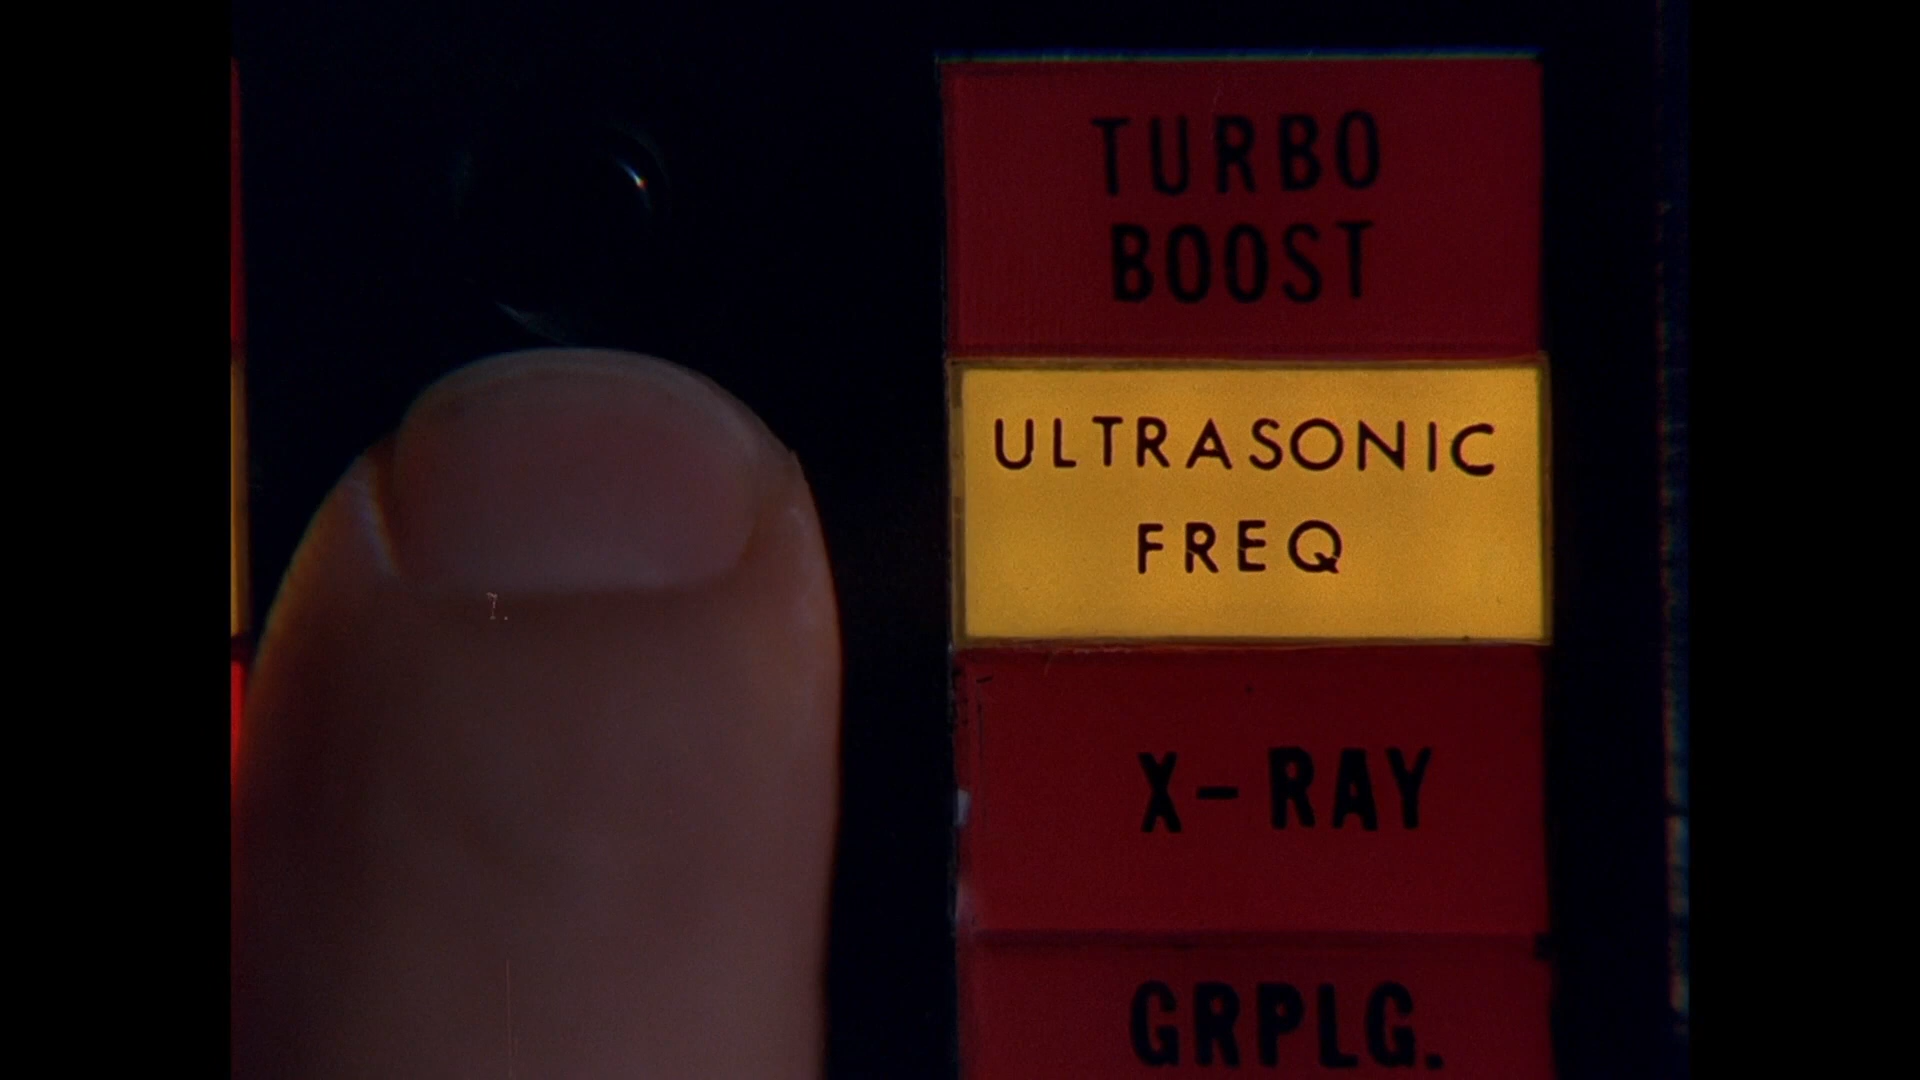 TURBO
BOOST
ULTRASONIC
FREQ
X-RAY
GRPLG.